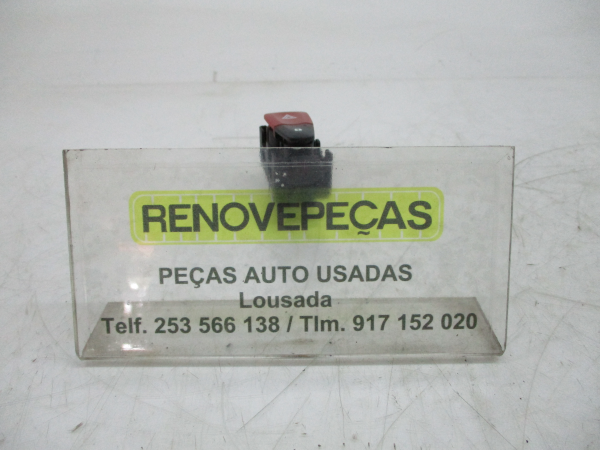 RENOVEPEÇAS
PEÇAS AUTO USADAS
Lousada
Telf. 253 566 138 / Tlm. 917 152 020